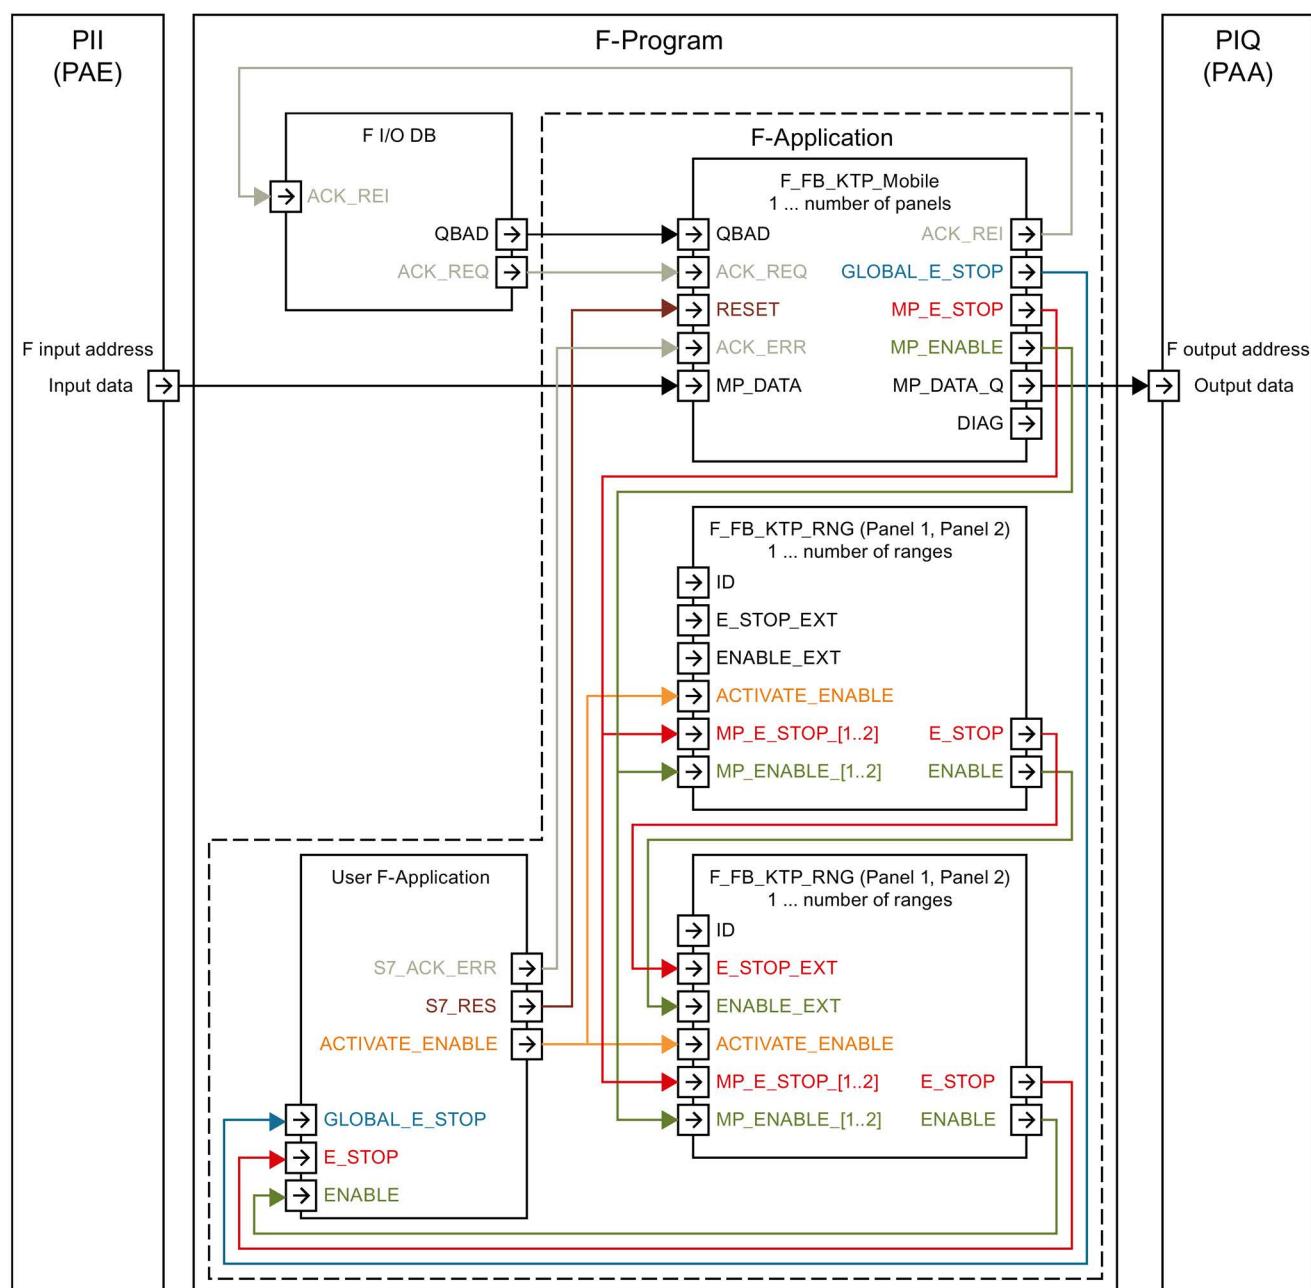 PII
(PAE)
F-Program
PIQ
(PAA)
F I/O DB
ACK_REI
QBAD
ACK_REQ
F-Application
F_FB_KTP_Mobile
1 ... number of panels
QBAD
ACK_REI
ACK_REQ
GLOBAL_E_STOP
RESET
MP_E_STOP
ACK_ERR
MP_ENABLE
MP_DATA
MP_DATA_Q
DIAG
F input address
Input data
F output address
Output data
F_FB_KTP_RNG (Panel 1, Panel 2)
1 ... number of ranges
ID
E_STOP_EXT
ENABLE_EXT
ACTIVATE_ENABLE
MP_E_STOP_[1..2]
E_STOP
MP_ENABLE_[1..2]
ENABLE
User F-Application
S7_ACK_ERR
S7_RES
ACTIVATE_ENABLE
GLOBAL_E_STOP
E_STOP
ENABLE
F_FB_KTP_RNG (Panel 1, Panel 2)
1 ... number of ranges
ID
E_STOP_EXT
ENABLE_EXT
ACTIVATE_ENABLE
MP_E_STOP_[1..2]
E_STOP
MP_ENABLE_[1..2]
ENABLE